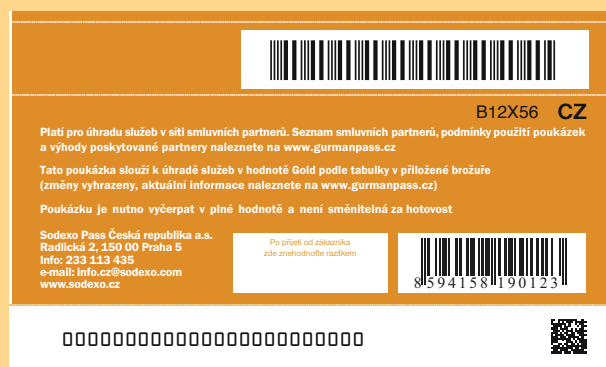 B12X56 CZ
Platí pro úhradu služeb v síti smluvních partnerů. Seznam smluvních partnerů, podmínky použití poukázek
a výhody poskytované partnery naleznete na www.gurmanpass.cz
Tato poukázka slouží k úhradě služeb v hodnotě Gold podle tabulky v přiložené brožuře
(změny vyhrazeny, aktuální informace naleznete na www.gurmanpass.cz)
Poukázku je nutno vyčerpat v plné hodnotě a není směnitelná za hotovost
Sodexo Pass Česká republika a.s.
Radlická 2, 150 00 Praha 5
Info: 233 113 435
e-mail: info.cz@sodexo.com
www.sodexo.cz
Po přijetí od zákazníka
zde znehodnoťte razítkem
8 594158 190123